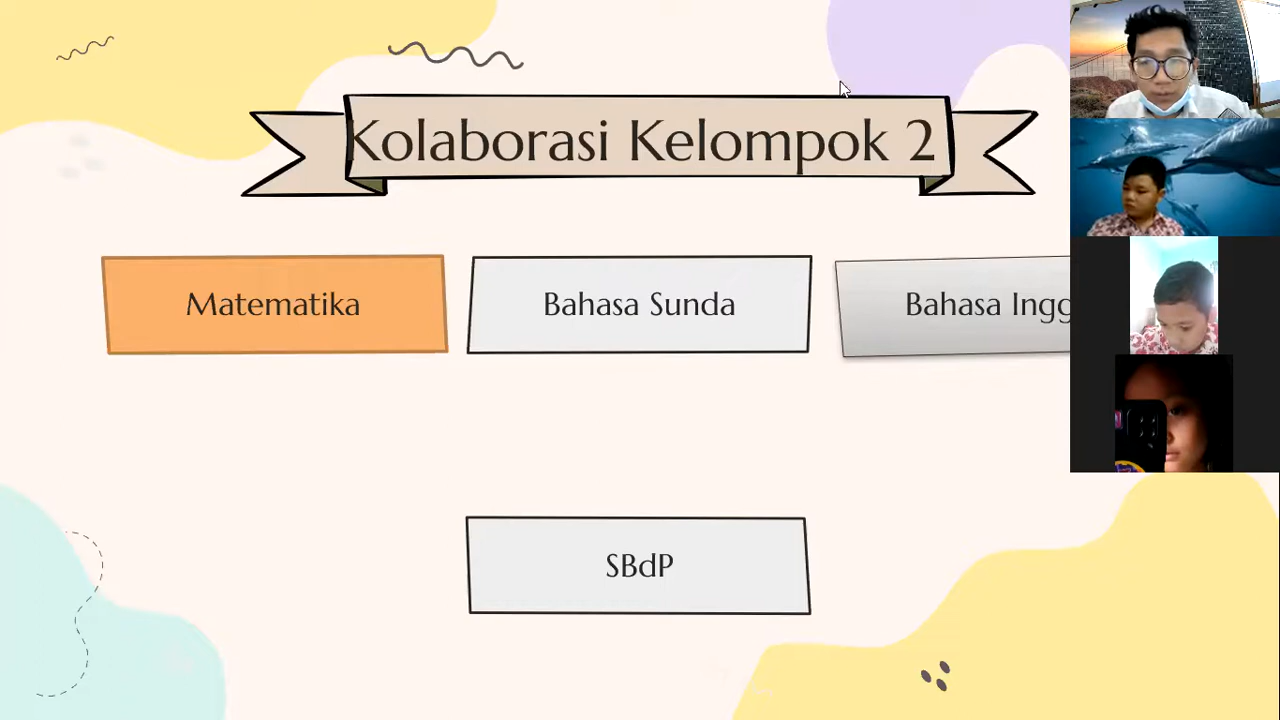 Kolaborasi Kelompok 2
Matematika
Bahasa Sunda
Bahasa Ingg
SBdP